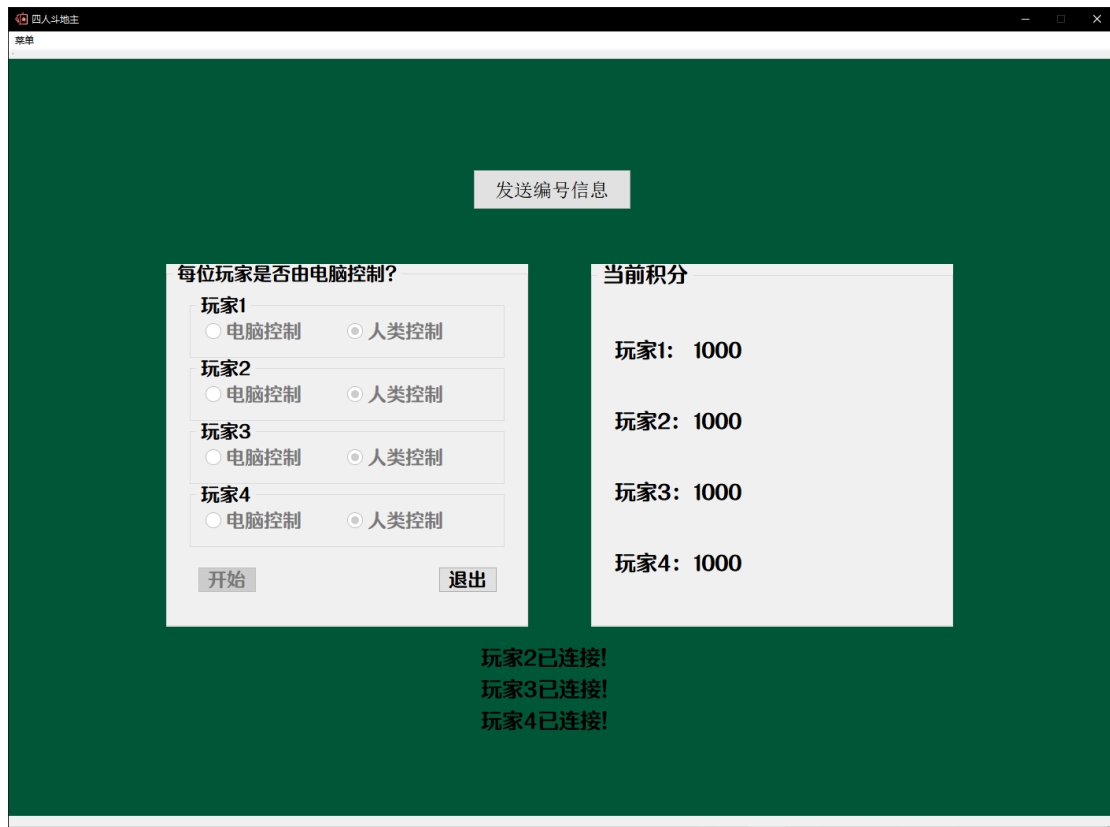 四人斗地主
菜单
发送编号信息
每位玩家是否由电脑控制？
玩家1
电脑控制 人类控制
玩家2
电脑控制 人类控制
玩家3
电脑控制 人类控制
玩家4
电脑控制 人类控制
开始 退出
当前积分
玩家1： 1000
玩家2： 1000
玩家3： 1000
玩家4： 1000
玩家2已连接！
玩家3已连接！
玩家4已连接！